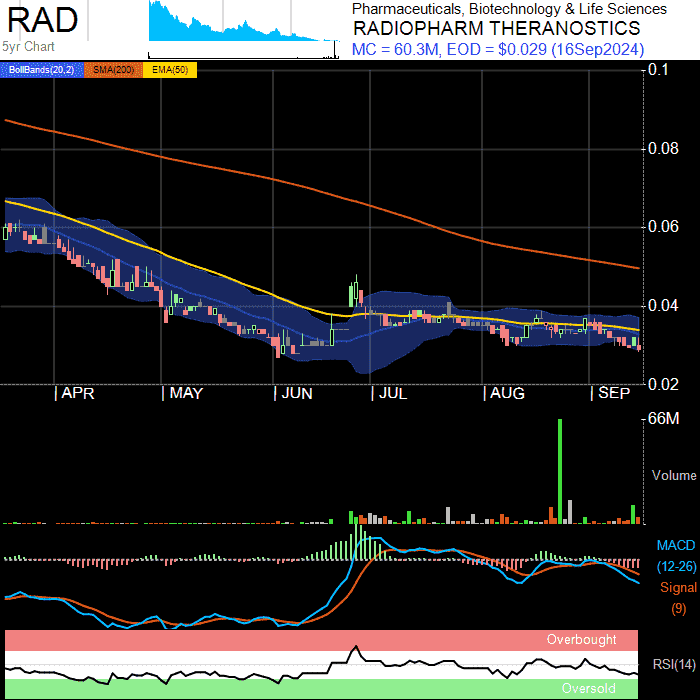 RAD
5yr Chart
Pharmaceuticals, Biotechnology & Life Sciences
RADIOPHARM THERANOSTICS
MC = 60.3M, EOD = $0.029 (16Sep2024)
BollBands(20,2) SMA(200) EMA(50)
0.1
0.08
0.06
0.04
0.02
| APR | MAY | JUN | JUL | AUG | SEP
66M
Volume
MACD
(12-26)
Signal
(9)
Overbought
RSI(14)
Oversold